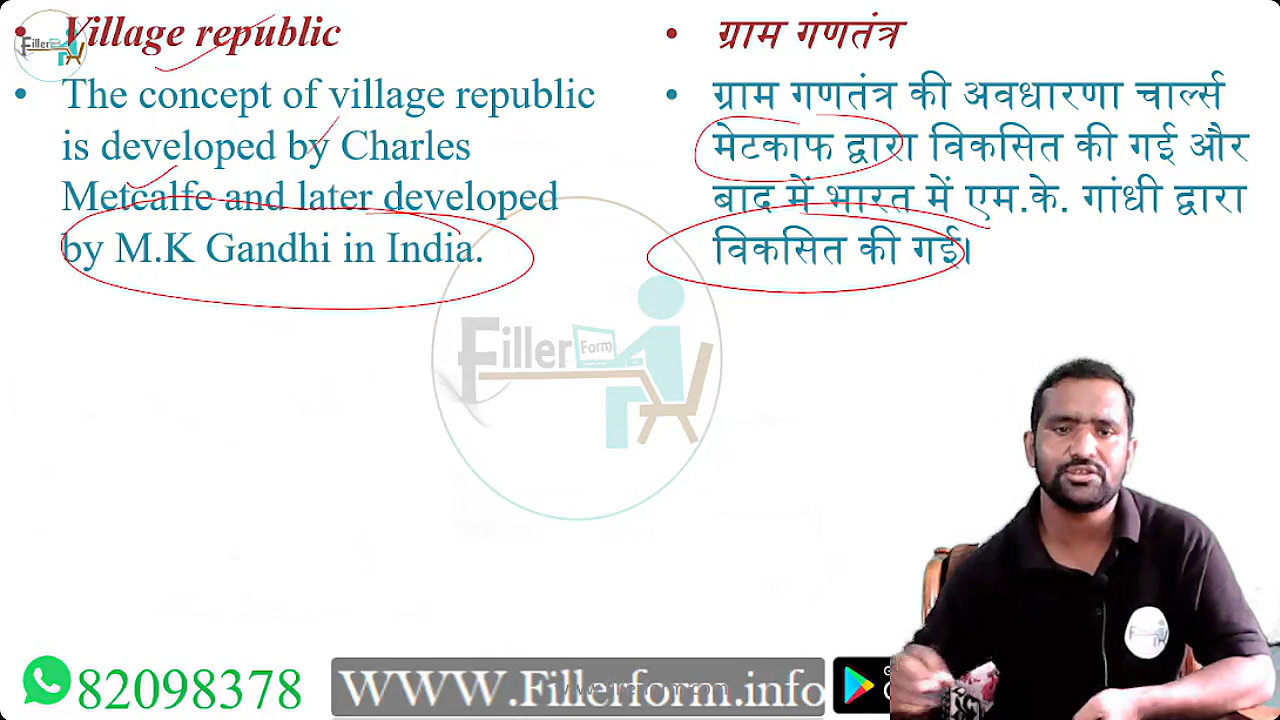 Village republic
The concept of village republic
is developed by Charles
Metcalfe and later developed
by M.K Gandhi in India.
ग्राम गणतंत्र
ग्राम गणतंत्र की अवधारणा चार्ल्स
मेटकाफ द्वारा विकसित की गई और
बाद में भारत में एम.के. गांधी द्वारा
विकसित की गई।
Filler
Filler Form
82098378
www.Fillerform.info